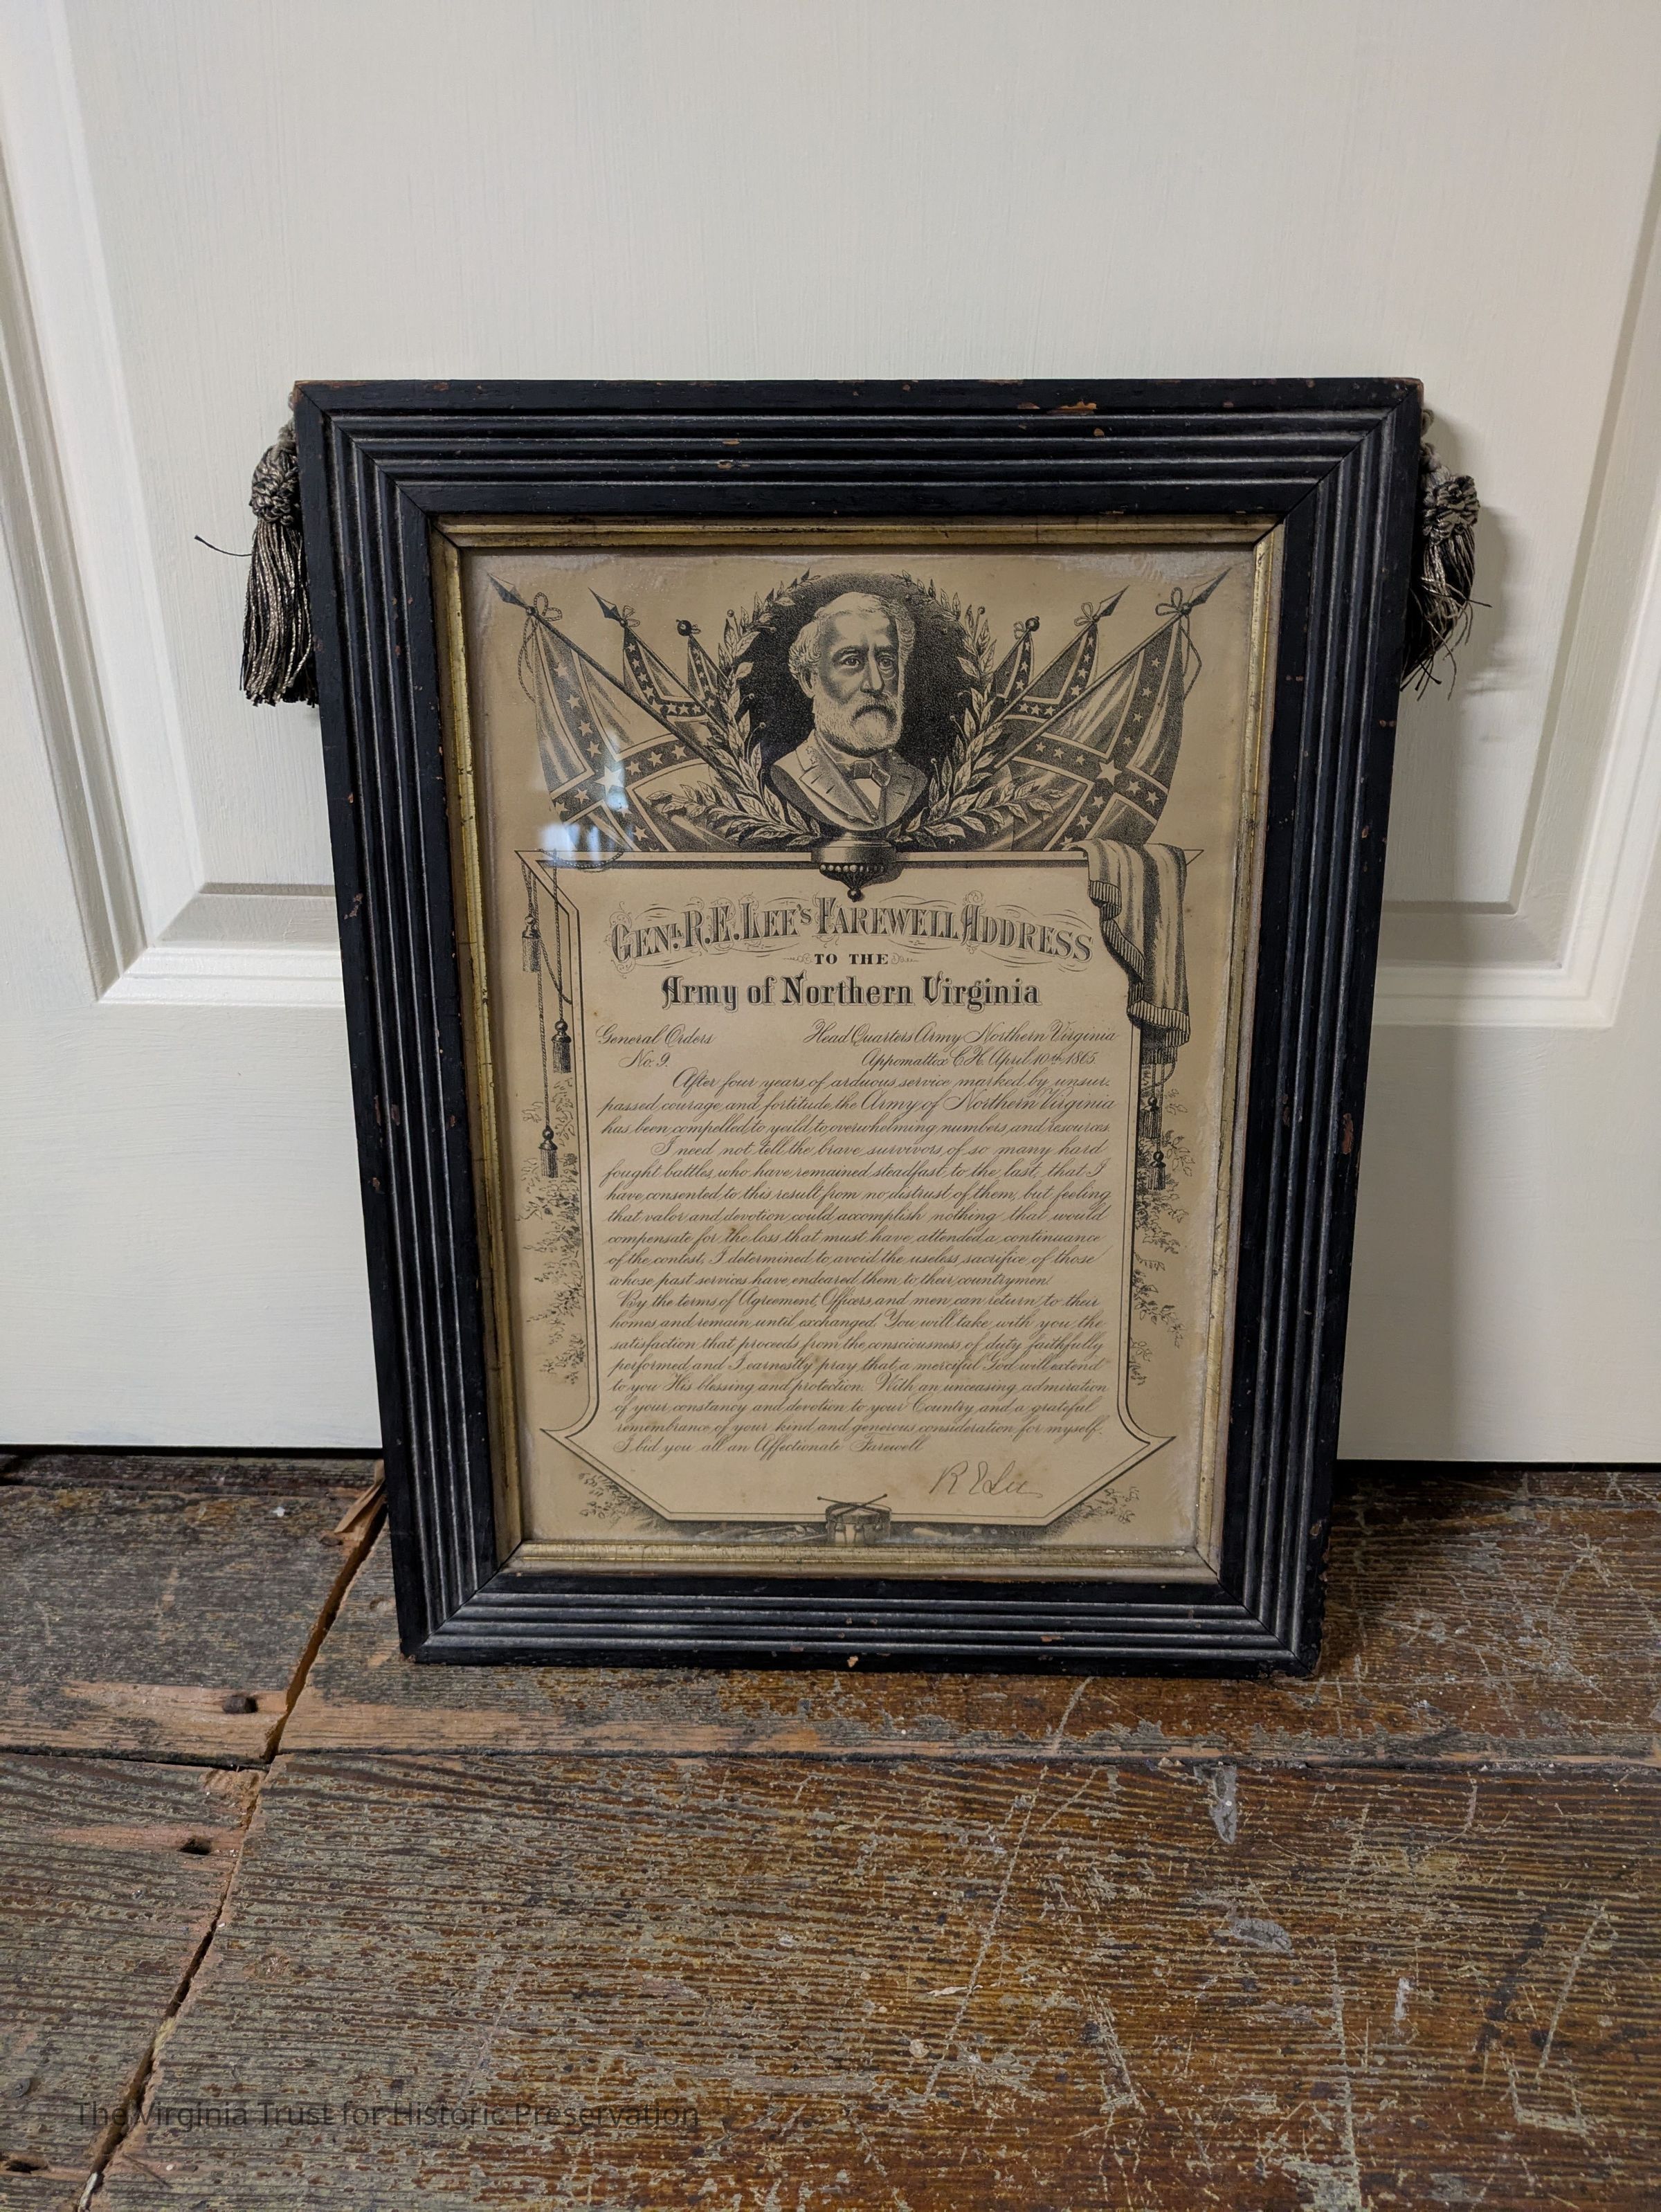 GENL. R. E. LEE'S FAREWELL ADDRESS
TO THE
Army of Northern Virginia
General Orders Head Quarters Army Northern Virginia
No. 9. Appomattox C.H. April 10th 1865.
After four years of arduous service marked by unsur-
passed courage and fortitude the Army of Northern Virginia
has been compelled to yeild to overwhelming numbers and resources.
I need not tell the brave survivors of so many hard
fought battles, who have remained steadfast to the last, that I
have consented to this result from no distrust of them, but feeling
that valor and devotion could accomplish nothing that would
compensate for the loss that must have attended a continuance
of the contest, I determined to avoid the useless sacrifice of those
whose past services have endeared them to their countrymen.
By the terms of Agreement, Officers and men can return to their
homes and remain until exchanged. You will take with you the
satisfaction that proceeds from the consciousness of duty faithfully
performed and I earnestly pray that a merciful God will extend
to you His blessing and protection. With an unceasing admiration
of your constancy and devotion to your Country and a grateful
remembrance of your kind and generous consideration for myself.
I bid you all an Affectionate Farewell
R E Lee
The Virginia Trust for Historic Preservation